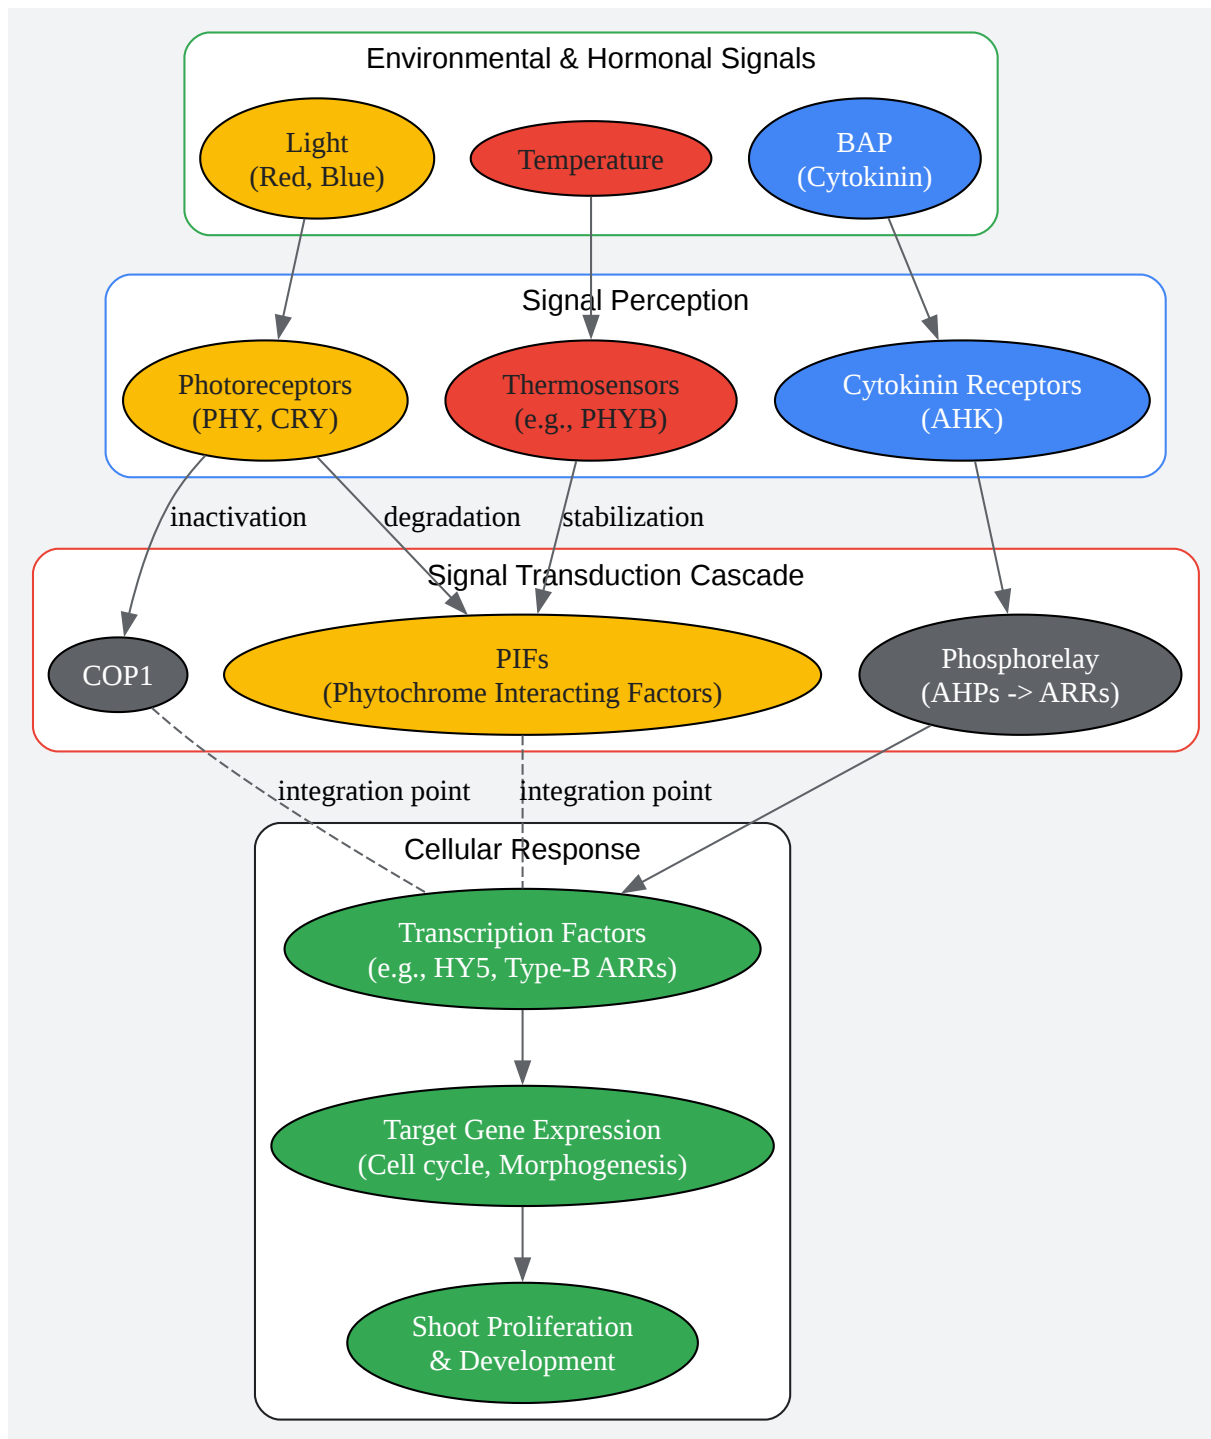 Environmental & Hormonal Signals
Light
(Red, Blue)
Temperature
BAP
(Cytokinin)
Signal Perception
Photoreceptors
(PHY, CRY)
Thermosensors
(e.g., PHYB)
Cytokinin Receptors
(AHK)
inactivation
degradation
stabilization
Signal Transduction Cascade
COP1
PIFs
(Phytochrome Interacting Factors)
Phosphorelay
(AHPs -> ARRs)
integration point
integration point
Cellular Response
Transcription Factors
(e.g., HY5, Type-B ARRs)
Target Gene Expression
(Cell cycle, Morphogenesis)
Shoot Proliferation
& Development